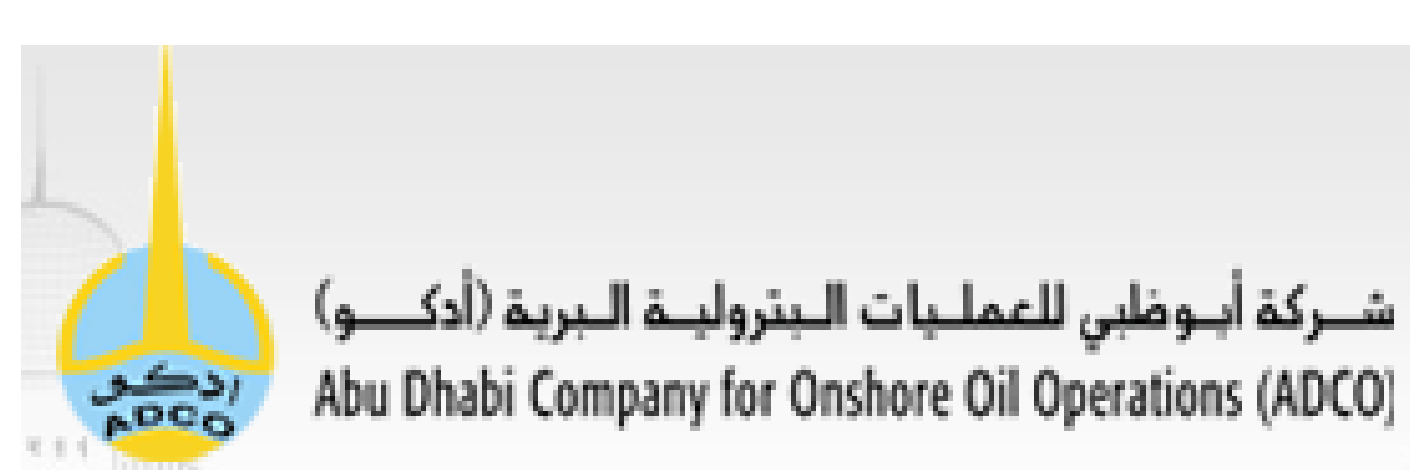 شركة أبوظبي للعمليات البترولية البرية (أدكو)
Abu Dhabi Company for Onshore Oil Operations (ADCO)
ادكو
ADCO